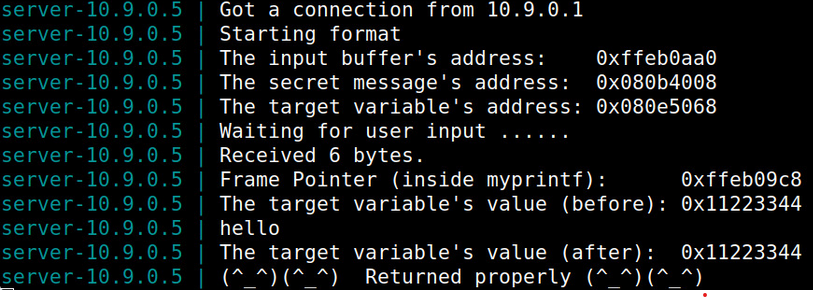 server-10.9.0.5 | Got a connection from 10.9.0.1
server-10.9.0.5 | Starting format
server-10.9.0.5 | The input buffer's address:    0xffeb0aa0
server-10.9.0.5 | The secret message's address:  0x080b4008
server-10.9.0.5 | The target variable's address: 0x080e5068
server-10.9.0.5 | Waiting for user input ......
server-10.9.0.5 | Received 6 bytes.
server-10.9.0.5 | Frame Pointer (inside myprintf):      0xffeb09c8
server-10.9.0.5 | The target variable's value (before): 0x11223344
server-10.9.0.5 | hello
server-10.9.0.5 | The target variable's value (after):  0x11223344
server-10.9.0.5 | (^_^)(^_^)  Returned properly (^_^)(^_^)